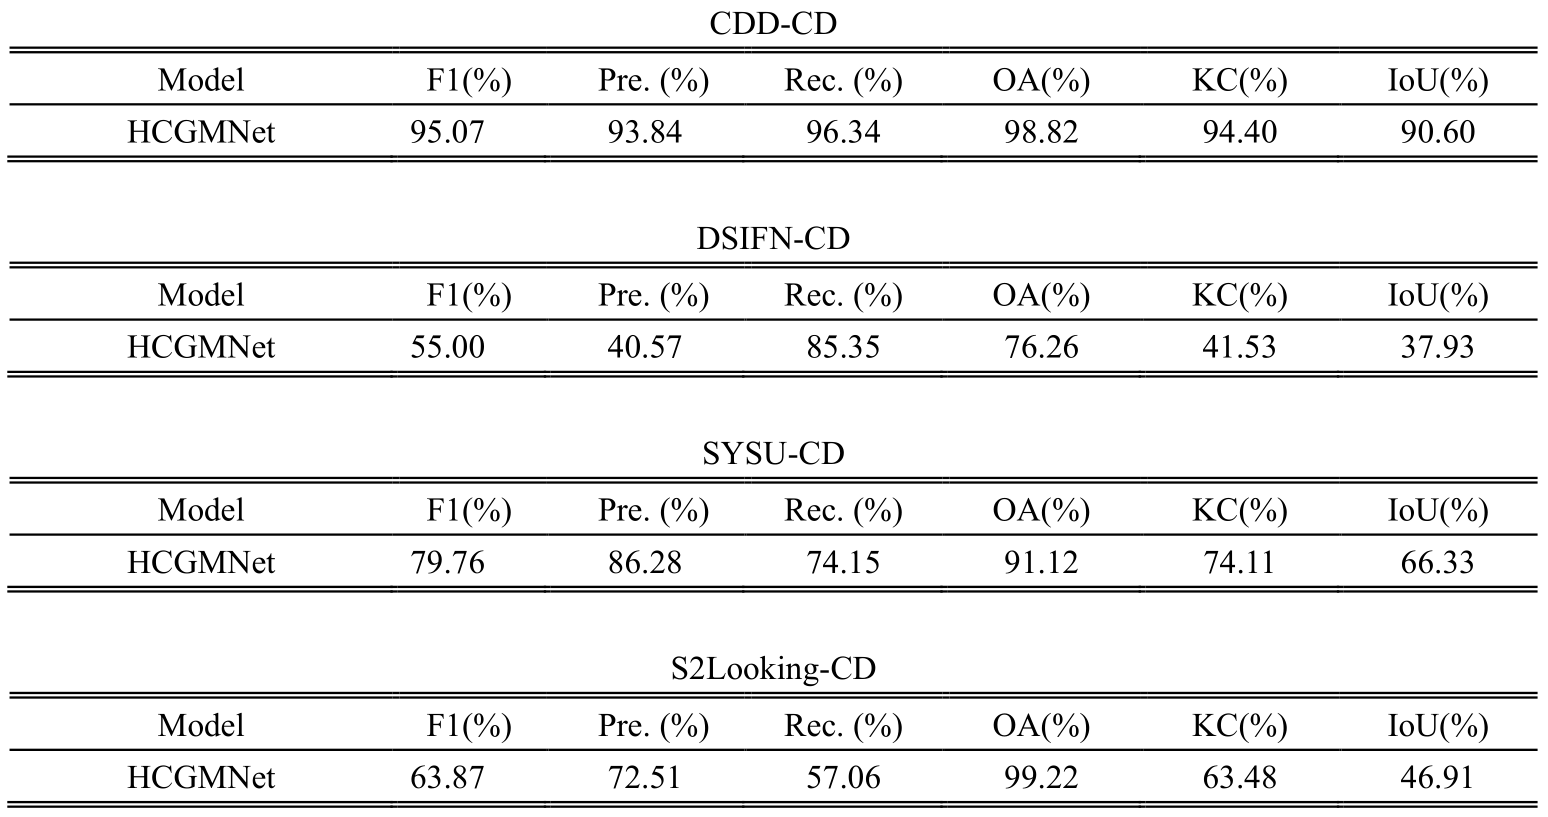 CDD-CD
Model F1(%) Pre. (%) Rec. (%) OA(%) KC(%) IoU(%)
HCGMNet 95.07 93.84 96.34 98.82 94.40 90.60
DSIFN-CD
Model F1(%) Pre. (%) Rec. (%) OA(%) KC(%) IoU(%)
HCGMNet 55.00 40.57 85.35 76.26 41.53 37.93
SYSU-CD
Model F1(%) Pre. (%) Rec. (%) OA(%) KC(%) IoU(%)
HCGMNet 79.76 86.28 74.15 91.12 74.11 66.33
S2Looking-CD
Model F1(%) Pre. (%) Rec. (%) OA(%) KC(%) IoU(%)
HCGMNet 63.87 72.51 57.06 99.22 63.48 46.91